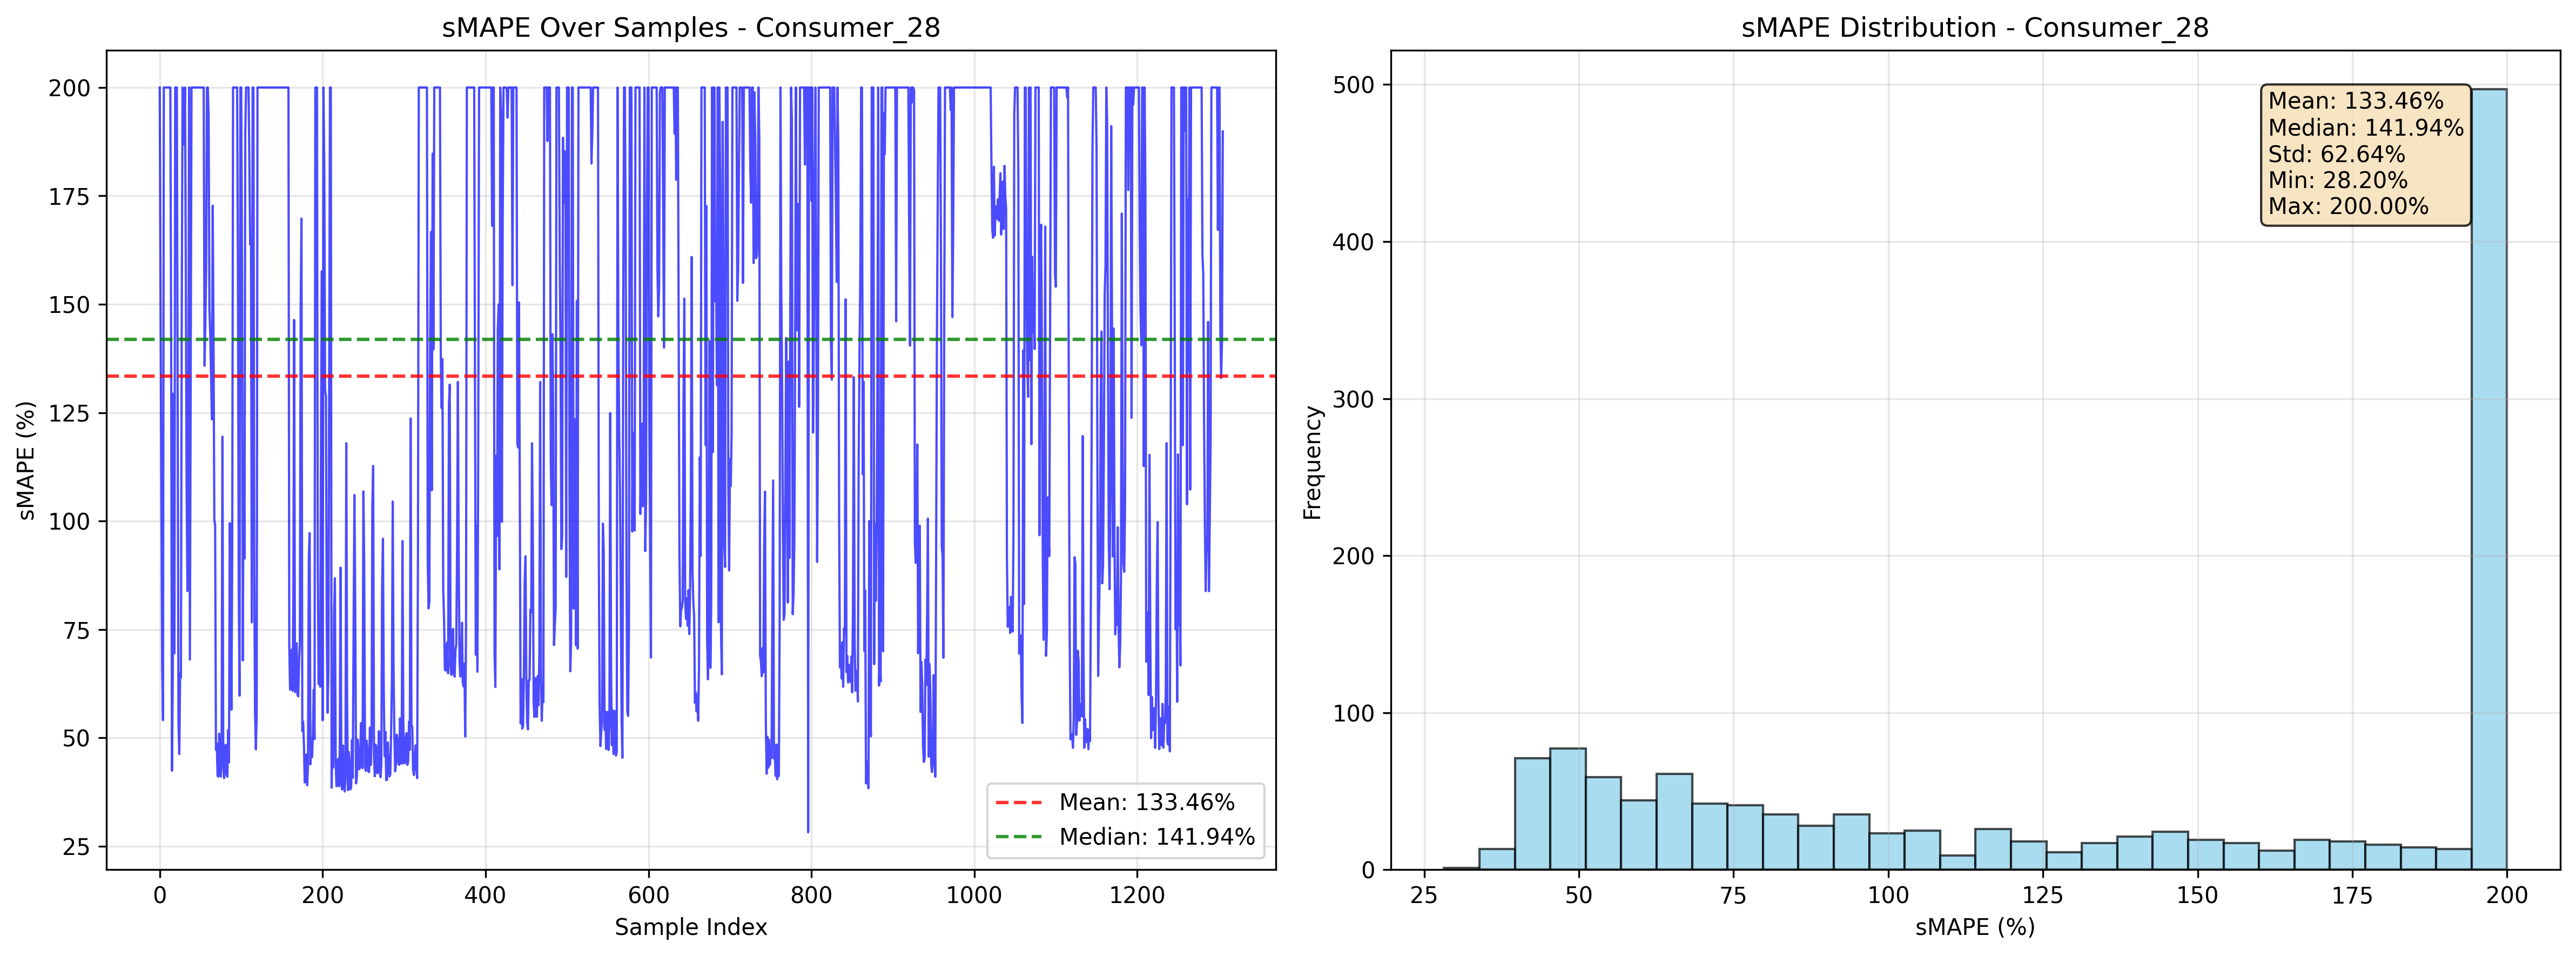 sMAPE Over Samples - Consumer_28
sMAPE (%)
200
175
150
125
100
75
50
25
0
200
400
600
800
1000
1200
Sample Index
Mean: 133.46%
Median: 141.94%
sMAPE Distribution - Consumer_28
Frequency
500
400
300
200
100
0
25
50
75
100
125
150
175
200
sMAPE (%)
Mean: 133.46%
Median: 141.94%
Std: 62.64%
Min: 28.20%
Max: 200.00%